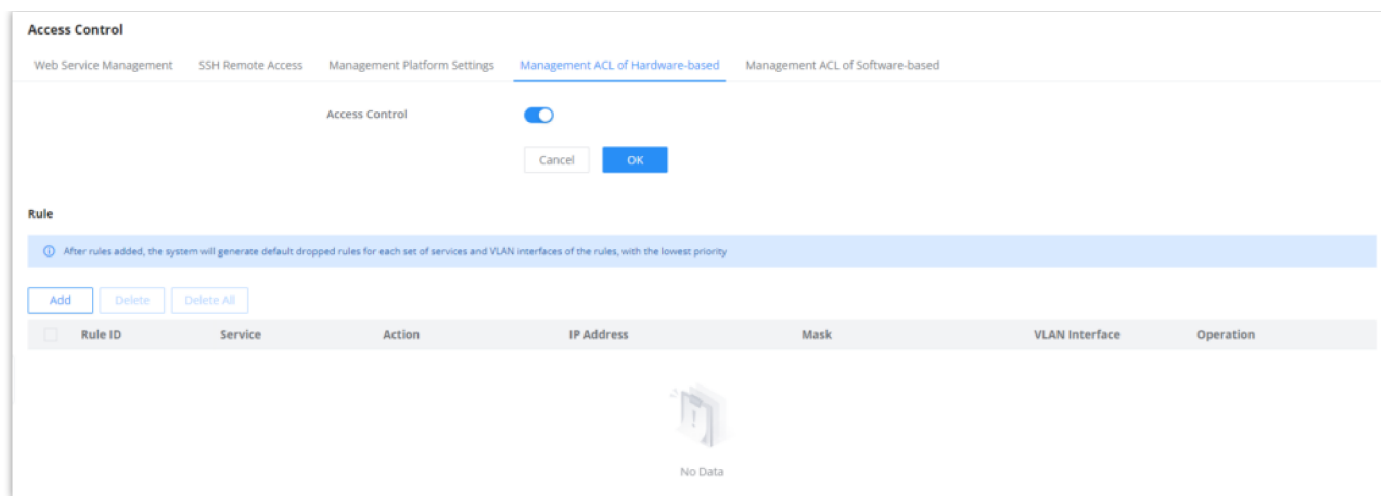 Access Control
Web Service Management SSH Remote Access Management Platform Settings Management ACL of Hardware-based Management ACL of Software-based
Access Control
Cancel OK
Rule
After rules added, the system will generate default dropped rules for each set of services and VLAN interfaces of the rules, with the lowest priority
Add Delete Delete All
Rule ID Service Action IP Address Mask VLAN Interface Operation
No Data